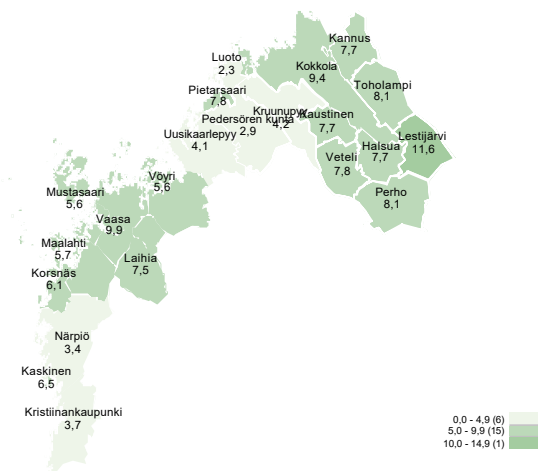 Kannus
7,7
Luoto
2,3
Kokkola
9,4
Toholampi
8,1
Pietarsaari
7,8
Kruunupyy
4,2
Kaustinen
7,7
Pedersören kunta
2,9
Uusikaarlepyy
4,1
Lestijärvi
11,6
Halsua
7,7
Veteli
7,8
Perho
8,1
Vöyri
5,6
Mustasaari
5,6
Vaasa
9,9
Maalahti
5,7
Laihia
7,5
Korsnäs
6,1
Närpiö
3,4
Kaskinen
6,5
Kristiinankaupunki
3,7
0,0 - 4,9 (6)
5,0 - 9,9 (15)
10,0 - 14,9 (1)